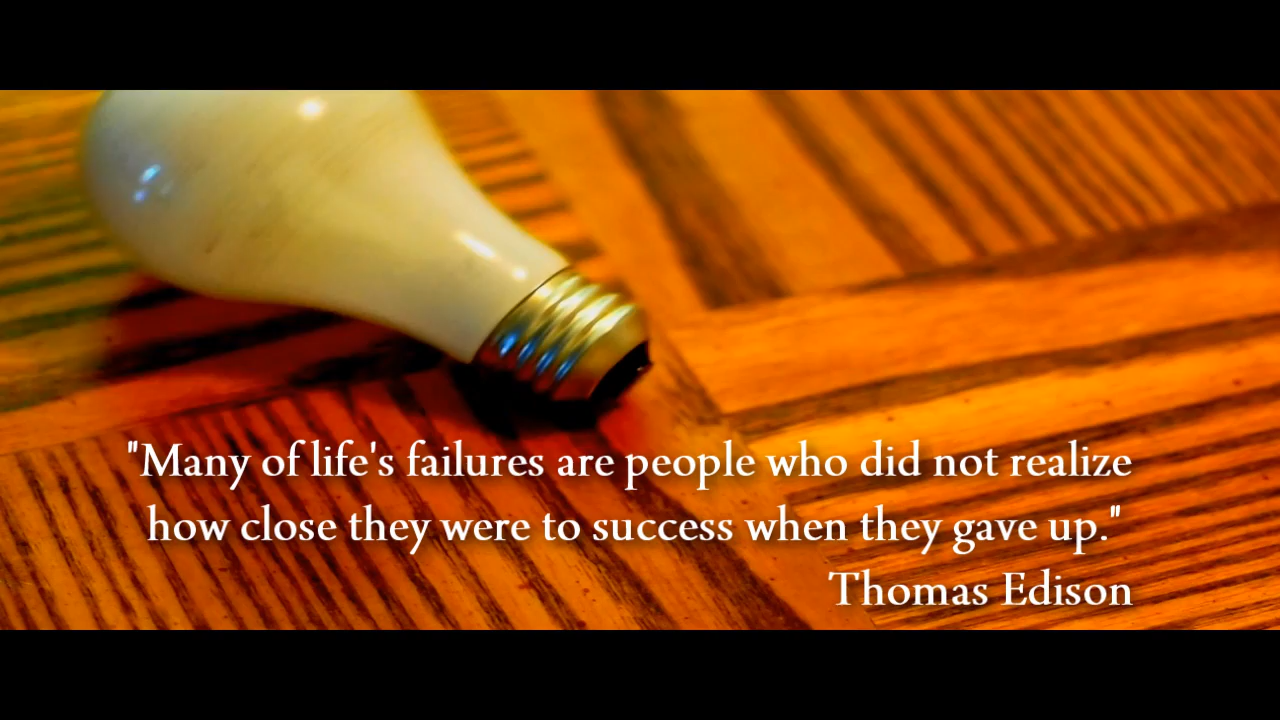 "Many of life's failures are people who did not realize
how close they were to success when they gave up."
Thomas Edison